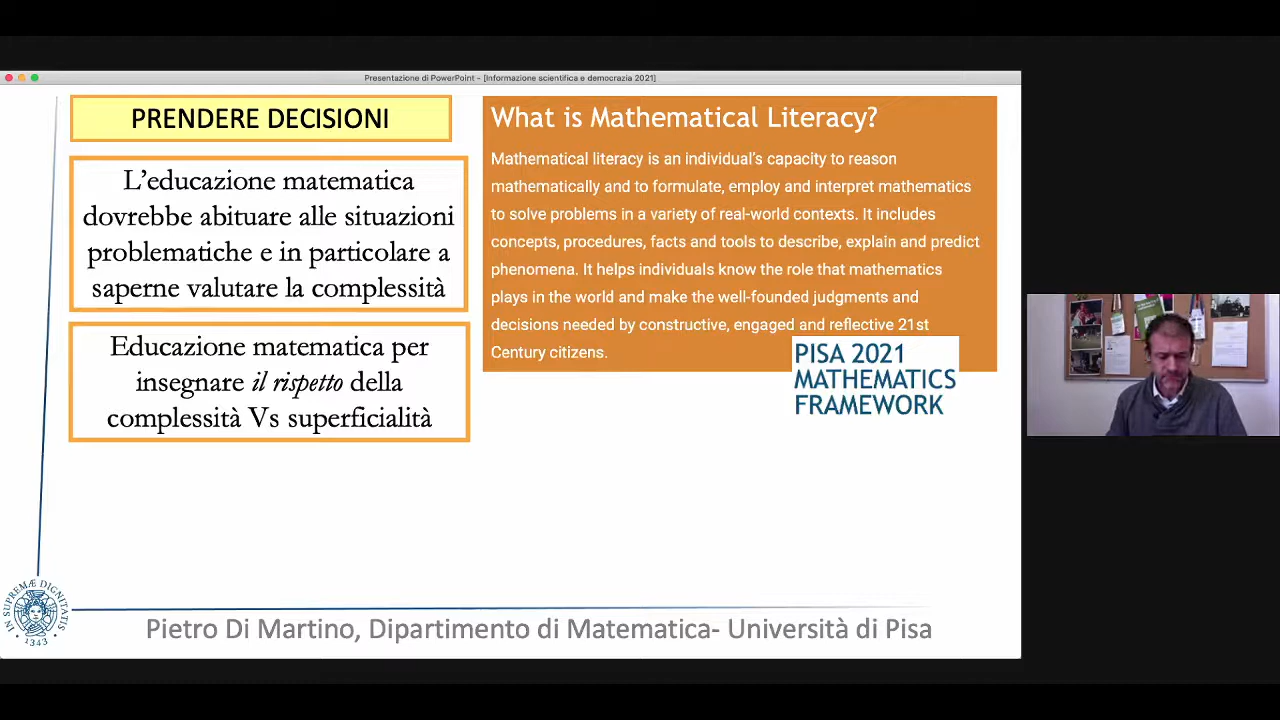 Presentazione di PowerPoint - [Informazione scientifica e democrazia 2021]
PRENDERE DECISIONI
L'educazione matematica
dovrebbe abituare alle situazioni
problematiche e in particolare a
saperne valutare la complessità
Educazione matematica per
insegnare il rispetto della
complessità Vs superficialità
What is Mathematical Literacy?
Mathematical literacy is an individual's capacity to reason
mathematically and to formulate, employ and interpret mathematics
to solve problems in a variety of real-world contexts. It includes
concepts, procedures, facts and tools to describe, explain and predict
phenomena. It helps individuals know the role that mathematics
plays in the world and make the well-founded judgments and
decisions needed by constructive, engaged and reflective 21st
Century citizens.
PISA 2021
MATHEMATICS
FRAMEWORK
IN SUPREMÆ DIGNITATIS
1343
Pietro Di Martino, Dipartimento di Matematica- Università di Pisa